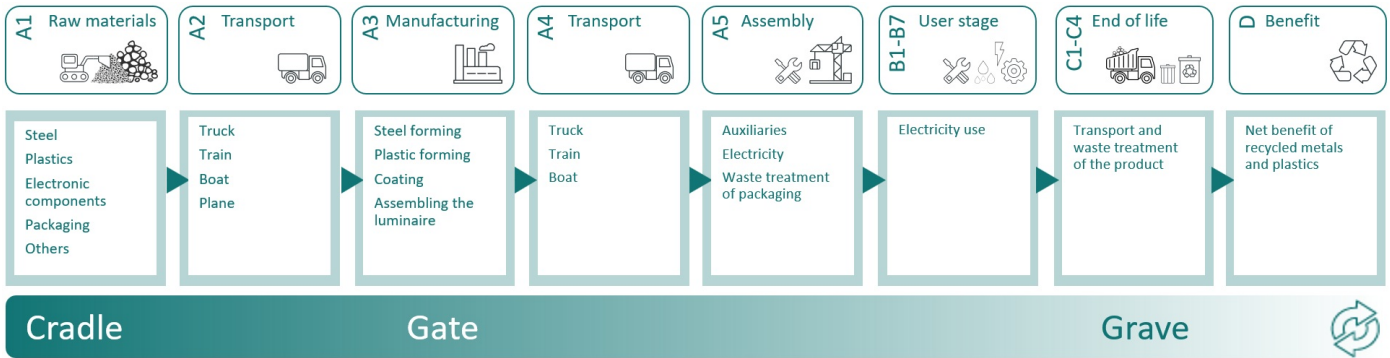 A1 Raw materials
A2 Transport
A3 Manufacturing
A4 Transport
A5 Assembly
B1-B7 User stage
C1-C4 End of life
D Benefit
Steel
Plastics
Electronic
components
Packaging
Others
Truck
Train
Boat
Plane
Steel forming
Plastic forming
Coating
Assembling the
luminaire
Truck
Train
Boat
Auxiliaries
Electricity
Waste treatment
of packaging
Electricity use
Transport and
waste treatment
of the product
Net benefit of
recycled metals
and plastics
Cradle
Gate
Grave